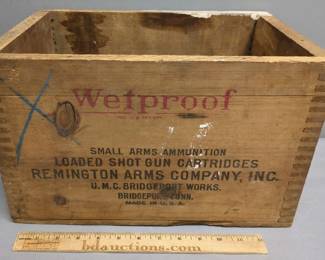 Wetproof
SMALL ARMS AMMUNITION
LOADED SHOT GUN CARTRIDGES
REMINGTON ARMS COMPANY, INC.
U.M.C. BRIDGEPORT WORKS.
BRIDGEPORT, CONN.
MADE IN U.S.A.
bdauctions.com